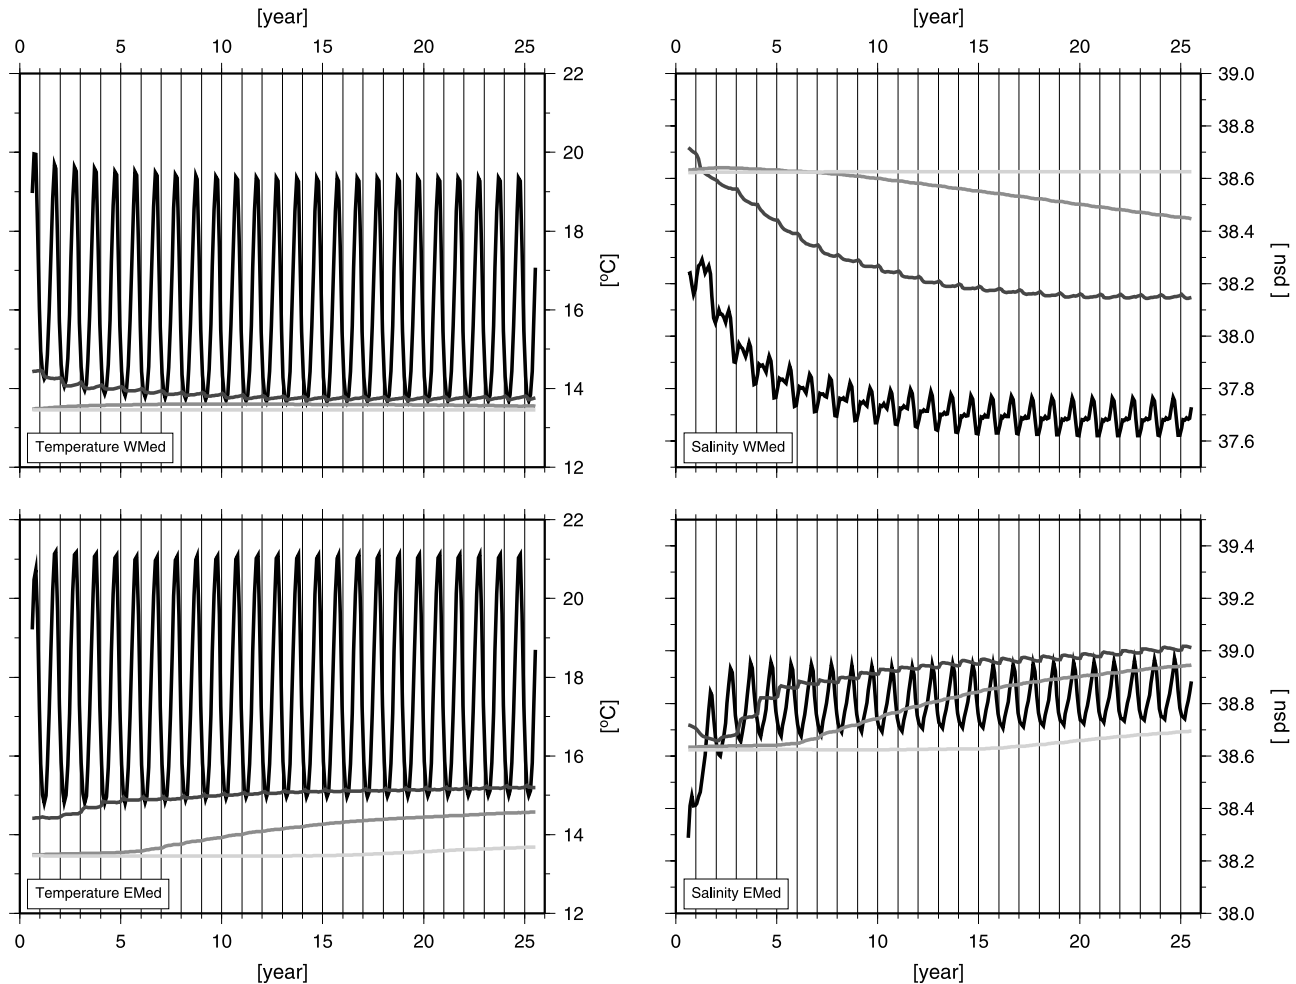 [year] [year]
0 5 10 15 20 25 0 5 10 15 20 25
22 39.0
38.8
20
38.6
18 38.4
[ºC] [ psu ]
16 38.2
38.0
14
37.8
Temperature WMed Salinity WMed 37.6
12
22
39.4
20 39.2
39.0
18
[ºC] 38.8 [ psu ]
16
38.6
14 38.4
38.2
Temperature EMed Salinity EMed
12 38.0
0 5 10 15 20 25 0 5 10 15 20 25
[year] [year]